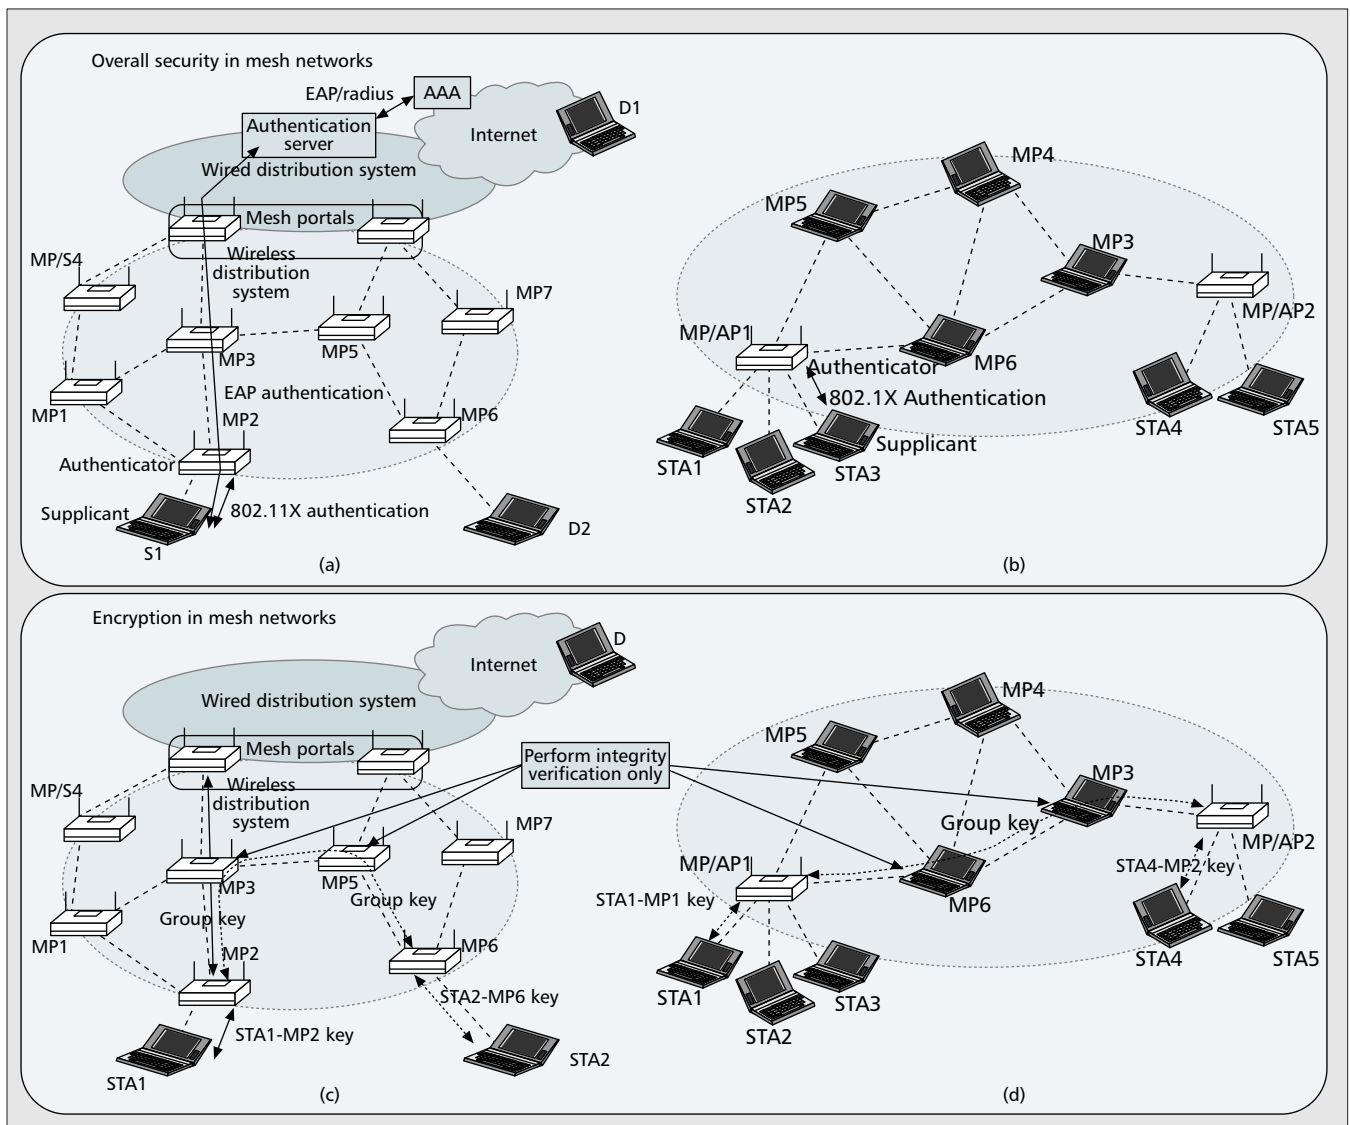 Overall security in mesh networks
EAP/radius
AAA
D1
Authentication
server
Internet
Wired distribution system
Mesh portals
MP/S4
Wireless
distribution
system
MP7
MP3
MP5
EAP authentication
MP1
MP2
MP6
Authenticator
Supplicant
802.11X authentication
S1
D2
(a)
MP4
MP5
MP3
MP/AP1
MP/AP2
Authenticator
MP6
802.1X Authentication
Supplicant
STA1
STA2
STA3
STA4
STA5
(b)
Encryption in mesh networks
D
Internet
Wired distribution system
Mesh portals
Perform integrity
verification only
MP/S4
Wireless
distribution
system
MP7
MP3
MP5
Group key
Group key
MP1
MP2
MP6
STA2-MP6 key
STA1-MP2 key
STA1
STA2
(c)
MP4
MP5
MP3
Group key
MP/AP1
MP/AP2
STA4-MP2 key
STA1-MP1 key
MP6
STA1
STA2
STA3
STA4
STA5
(d)